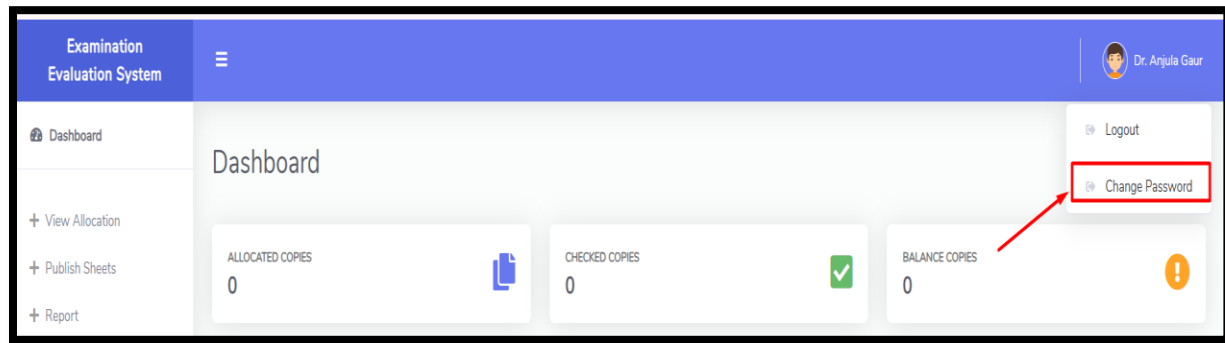 Examination
Evaluation System
Dr. Anjula Gaur
Dashboard
View Allocation
Publish Sheets
Report
Dashboard
Logout
Change Password
ALLOCATED COPIES
0
CHECKED COPIES
0
BALANCE COPIES
0